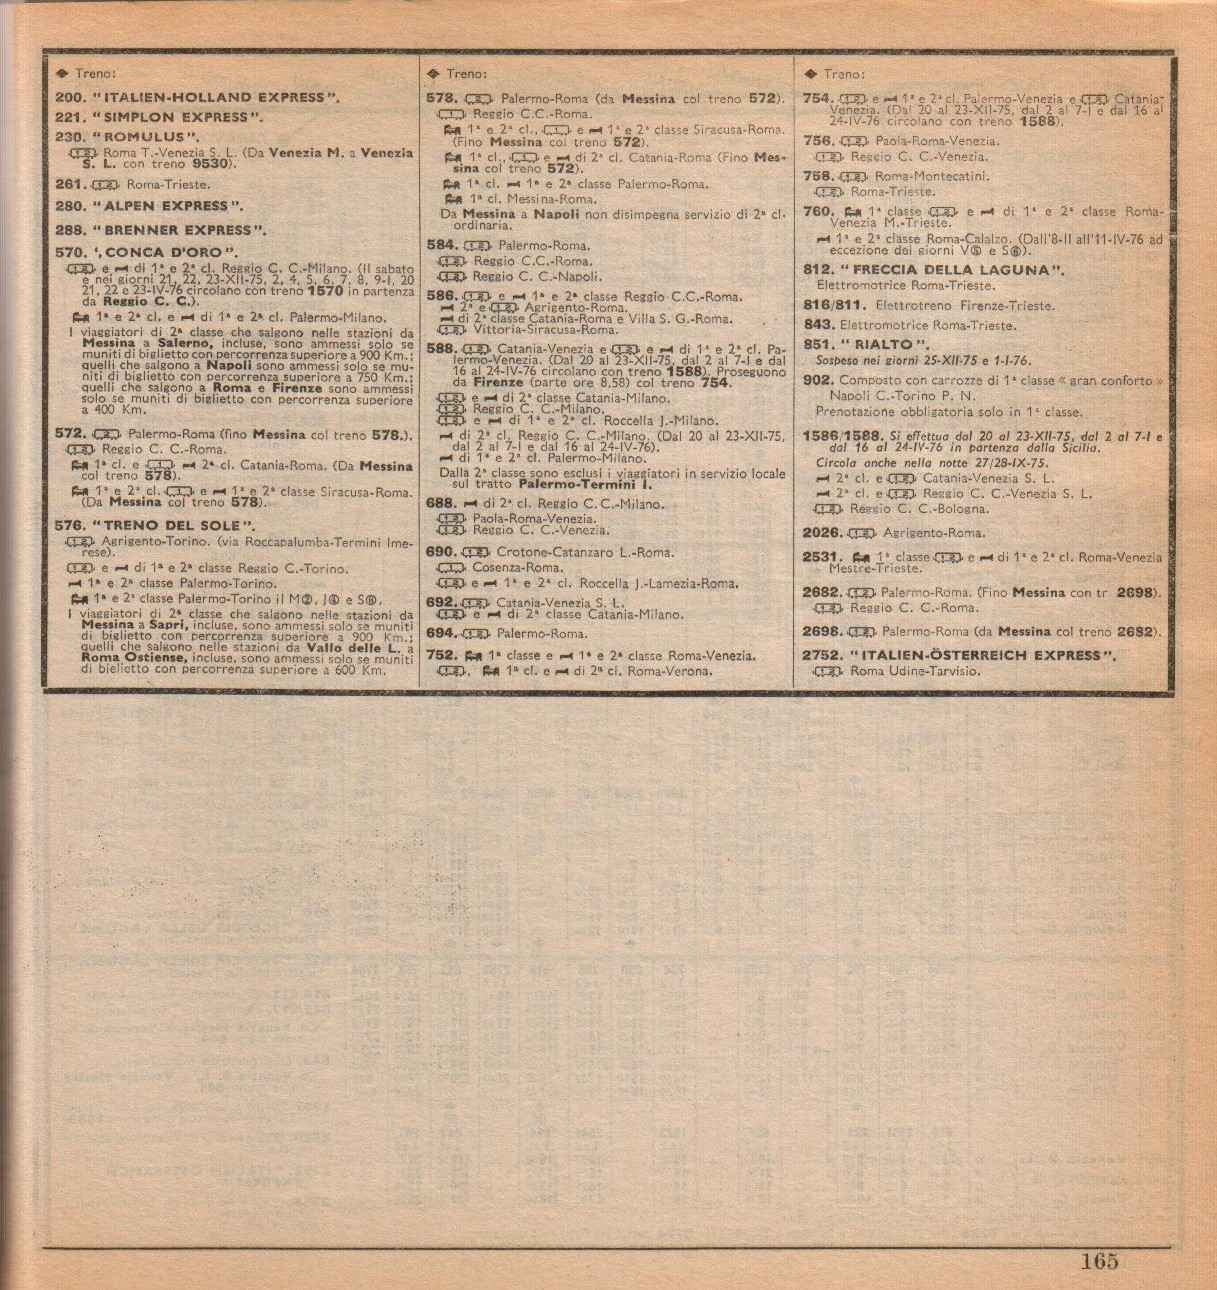 ◆ Treno:
200. "ITALIEN-HOLLAND EXPRESS".
221. "SIMPLON EXPRESS".
230. "ROMULUS".
Roma T.-Venezia S. L. (Da Venezia M. a Venezia
S. L. con treno 9530).
261. Roma-Trieste.
280. "ALPEN EXPRESS".
288. "BRENNER EXPRESS".
570. ‘,CONCA D'ORO".
e di 1ª e 2ª cl. Reggio C. C.-Milano. (Il sabato
e nei giorni 21, 22, 23-XII-75, 2, 4, 5, 6, 7, 8, 9-I, 20
21, 22 e 23-IV-76 circolano con treno 1570 in partenza
da Reggio C. C.).
1ª e 2ª cl. e di 1ª e 2ª cl. Palermo-Milano.
I viaggiatori di 2ª classe che salgono nelle stazioni da
Messina a Salerno, incluse, sono ammessi solo se
muniti di biglietto con percorrenza superiore a 900 Km.;
quelli che salgono a Napoli sono ammessi solo se mu-
niti di biglietto con percorrenza superiore a 750 Km.;
quelli che salgono a Roma e Firenze sono ammessi
solo se muniti di biglietto con percorrenza superiore
a 400 Km.
572. Palermo-Roma (fino Messina col treno 578.).
Reggio C. C.-Roma.
1ª cl. e 2ª cl. Catania-Roma. (Da Messina
col treno 578).
1ª e 2ª cl. e 1ª e 2ª classe Siracusa-Roma.
(Da Messina col treno 578).
576. "TRENO DEL SOLE".
Agrigento-Torino. (via Roccapalumba-Termini Ime-
rese).
e di 1ª e 2ª classe Reggio C.-Torino.
1ª e 2ª classe Palermo-Torino.
1ª e 2ª classe Palermo-Torino il M②, J④ e S⑥.
I viaggiatori di 2ª classe che salgono nelle stazioni da
Messina a Sapri, incluse, sono ammessi solo se muniti
di biglietto con percorrenza superiore a 900 Km.;
quelli che salgono nelle stazioni da Vallo delle L. a
Roma Ostiense, incluse, sono ammessi solo se muniti
di biglietto con percorrenza superiore a 600 Km.
◆ Treno:
578. Palermo-Roma (da Messina col treno 572).
Reggio C.C.-Roma.
1ª e 2ª cl., e 1ª e 2ª classe Siracusa-Roma.
(Fino Messina col treno 572).
1ª cl., e di 2ª cl. Catania-Roma (Fino Mes-
sina col treno 572).
1ª cl. 1ª e 2ª classe Palermo-Roma.
1ª cl. Messina-Roma.
Da Messina a Napoli non disimpegna servizio di 2ª cl.
ordinaria.
584. Palermo-Roma.
Reggio C.C.-Roma.
Reggio C. C.-Napoli.
586. e 1ª e 2ª classe Reggio C.C.-Roma.
2ª e Agrigento-Roma.
di 2ª classe Catania-Roma e Villa S. G.-Roma.
Vittoria-Siracusa-Roma.
588. Catania-Venezia e e di 1ª e 2ª cl. Pa-
lermo-Venezia. (Dal 20 al 23-XII-75, dal 2 al 7-I e dal
16 al 24-IV-76 circolano con treno 1588). Proseguono
da Firenze (parte ore 8,58) col treno 754.
e di 2ª classe Catania-Milano.
Reggio C. C.-Milano.
e di 1ª e 2ª cl. Roccella J.-Milano.
di 2ª cl. Reggio C. C.-Milano. (Dal 20 al 23-XII-75,
dal 2 al 7-I e dal 16 al 24-IV-76).
di 1ª e 2ª cl. Palermo-Milano.
Dalla 2ª classe sono esclusi i viaggiatori in servizio locale
sul tratto Palermo-Termini I.
688. di 2ª cl. Reggio C.C.-Milano.
Paola-Roma-Venezia.
Reggio C. C.-Venezia.
690. Crotone-Catanzaro L.-Roma.
Cosenza-Roma.
e 1ª e 2ª cl. Roccella J.-Lamezia-Roma.
692. Catania-Venezia S. L.
e di 2ª classe Catania-Milano.
694. Palermo-Roma.
752. 1ª classe e 1ª e 2ª classe Roma-Venezia.
1ª cl. e di 2ª cl. Roma-Verona.
◆ Treno:
754. e 1ª e 2ª cl. Palermo-Venezia e Catania-
Venezia. (Dal 20 al 23-XII-75, dal 2 al 7-I e dal 16 al
24-IV-76 circolano con treno 1588).
756. Paola-Roma-Venezia.
Reggio C. C.-Venezia.
758. Roma-Montecatini.
Roma-Trieste.
760. 1ª classe e di 1ª e 2ª classe Roma-
Venezia M.-Trieste.
1ª e 2ª classe Roma-Calalzo. (Dall'8-II all'11-IV-76 ad
eccezione dei giorni V⑤ e S⑥).
812. "FRECCIA DELLA LAGUNA".
Elettromotrice Roma-Trieste.
816/811. Elettrotreno Firenze-Trieste.
843. Elettromotrice Roma-Trieste.
851. "RIALTO".
Sospeso nei giorni 25-XII-75 e 1-I-76.
902. Composto con carrozze di 1ª classe « gran conforto »
Napoli C.-Torino P. N.
Prenotazione obbligatoria solo in 1ª classe.
1586/1588. Si effettua dal 20 al 23-XII-75, dal 2 al 7-I e
dal 16 al 24-IV-76 in partenza dalla Sicilia.
Circola anche nella notte 27/28-IX-75.
2ª cl. e Catania-Venezia S. L.
2ª cl. e Reggio C. C.-Venezia S. L.
Reggio C. C.-Bologna.
2026. Agrigento-Roma.
2531. 1ª classe e di 1ª e 2ª cl. Roma-Venezia
Mestre-Trieste.
2682. Palermo-Roma. (Fino Messina con tr. 2698).
Reggio C. C.-Roma.
2698. Palermo-Roma (da Messina col treno 2682).
2752. "ITALIEN-ÖSTERREICH EXPRESS".
Roma Udine-Tarvisio.
165